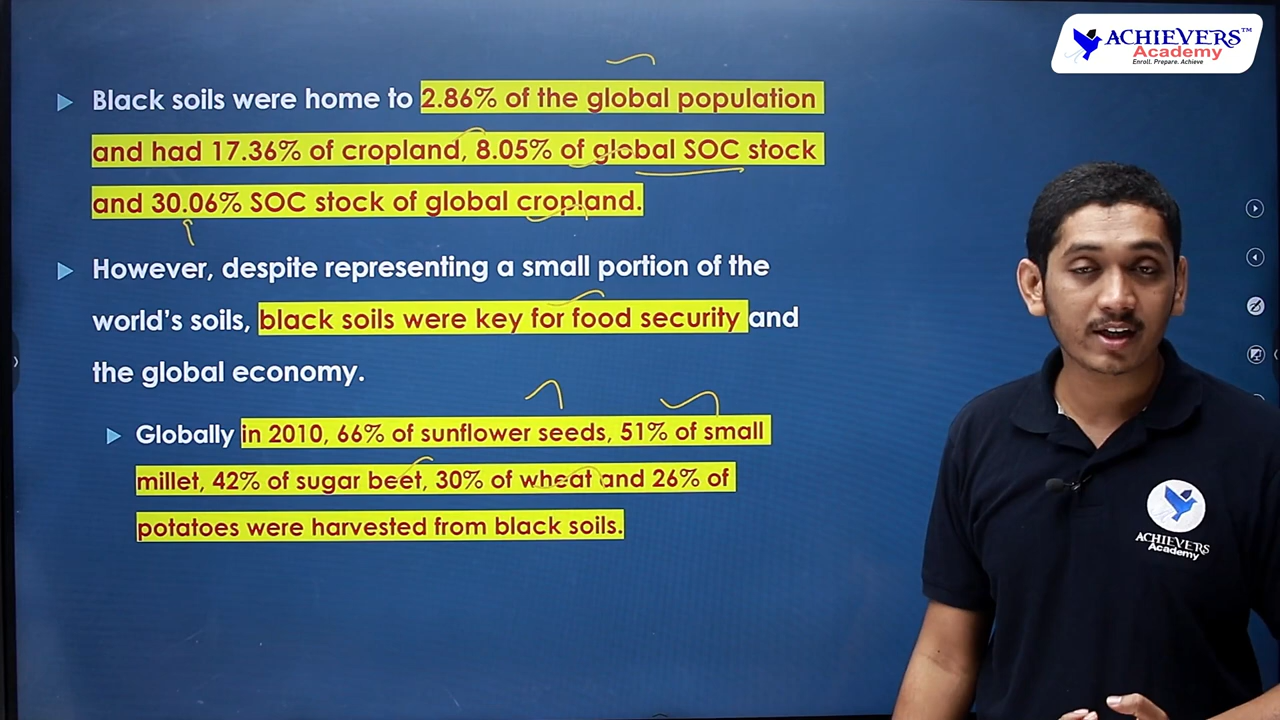 ACHIEVERS™
Academy
Enroll. Prepare. Achieve
Black soils were home to 2.86% of the global population
and had 17.36% of cropland, 8.05% of global SOC stock
and 30.06% SOC stock of global cropland.
However, despite representing a small portion of the
world's soils, black soils were key for food security and
the global economy.
Globally in 2010, 66% of sunflower seeds, 51% of small
millet, 42% of sugar beet, 30% of wheat and 26% of
potatoes were harvested from black soils.
ACHIEVERS
Academy